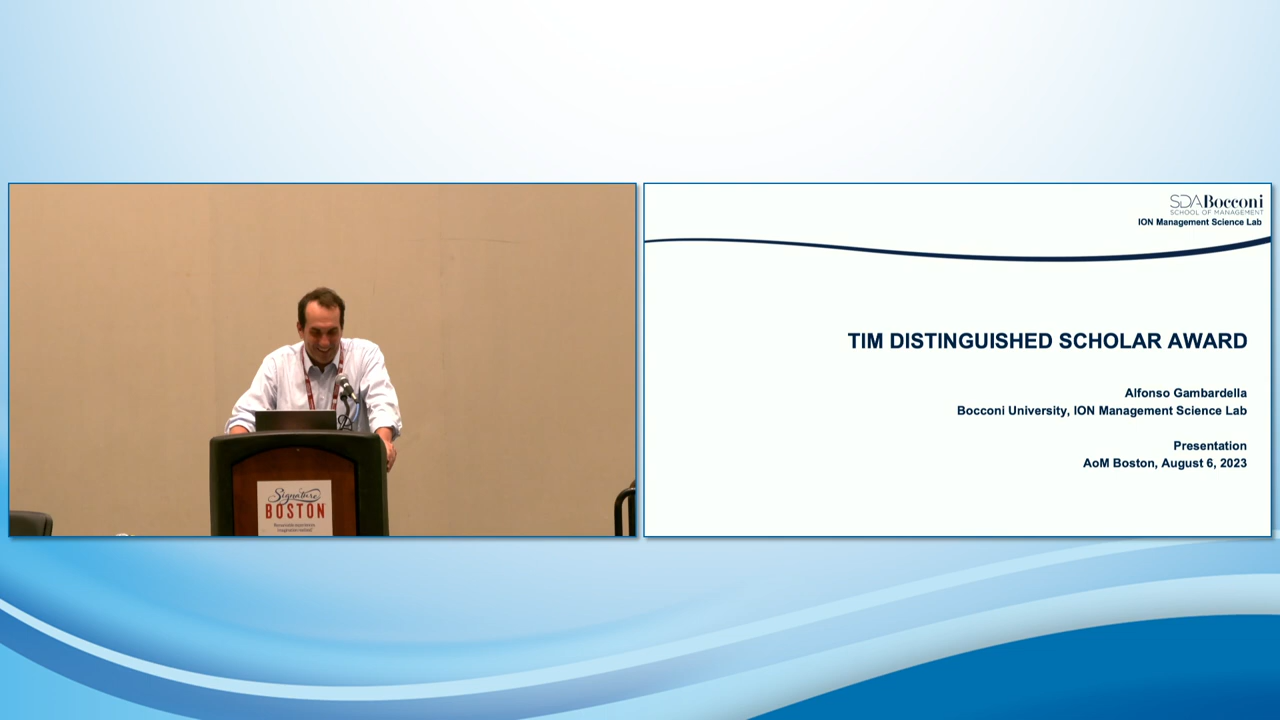 Signature
BOSTON
SDABocconi
SCHOOL OF MANAGEMENT
ION Management Science Lab
TIM DISTINGUISHED SCHOLAR AWARD
Alfonso Gambardella
Bocconi University, ION Management Science Lab
Presentation
AoM Boston, August 6, 2023